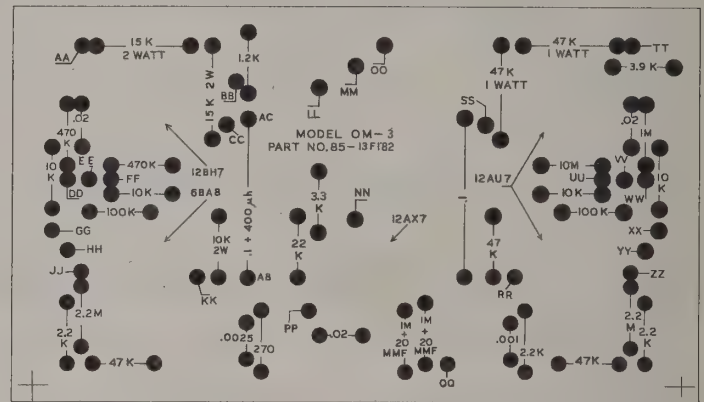 AA
15 K
2 WATT
15 K 2W
1.2K
BB
CC
AC
LL
MM
OO
47 K
1 WATT
SS
47 K
1 WATT
TT
3.9 K
MODEL OM-3
PART NO. 85-13F182
.02
470 K
10 K
EE
DD
FF
470K
10 K
100K
GG
HH
JJ
12BH7
6BA8
.1 + 400µh
3.3 K
NN
12AX7
.1
12AU7
10M
UU
10K
100K
.02
1M
VV
10 K
WW
XX
YY
ZZ
10K 2W
KK
AB
22 K
47 K
RR
2.2M
2.2 K
47 K
.0025
270
PP
.02
1M + 20 MMF
1M + 20 MMF
QQ
.001
2.2K
47K
2.2 M
2.2 K